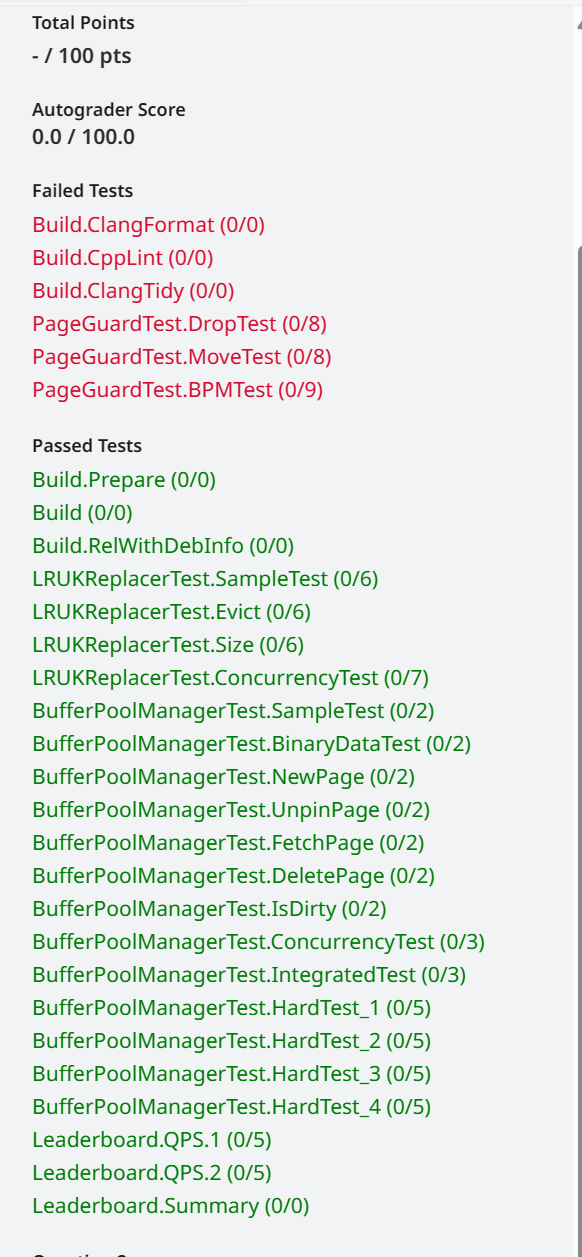 Total Points
- / 100 pts
Autograder Score
0.0 / 100.0
Failed Tests
Build.ClangFormat (0/0)
Build.CppLint (0/0)
Build.ClangTidy (0/0)
PageGuardTest.DropTest (0/8)
PageGuardTest.MoveTest (0/8)
PageGuardTest.BPMTest (0/9)
Passed Tests
Build.Prepare (0/0)
Build (0/0)
Build.RelWithDebInfo (0/0)
LRUKReplacerTest.SampleTest (0/6)
LRUKReplacerTest.Evict (0/6)
LRUKReplacerTest.Size (0/6)
LRUKReplacerTest.ConcurrencyTest (0/7)
BufferPoolManagerTest.SampleTest (0/2)
BufferPoolManagerTest.BinaryDataTest (0/2)
BufferPoolManagerTest.NewPage (0/2)
BufferPoolManagerTest.UnpinPage (0/2)
BufferPoolManagerTest.FetchPage (0/2)
BufferPoolManagerTest.DeletePage (0/2)
BufferPoolManagerTest.IsDirty (0/2)
BufferPoolManagerTest.ConcurrencyTest (0/3)
BufferPoolManagerTest.IntegratedTest (0/3)
BufferPoolManagerTest.HardTest_1 (0/5)
BufferPoolManagerTest.HardTest_2 (0/5)
BufferPoolManagerTest.HardTest_3 (0/5)
BufferPoolManagerTest.HardTest_4 (0/5)
Leaderboard.QPS.1 (0/5)
Leaderboard.QPS.2 (0/5)
Leaderboard.Summary (0/0)